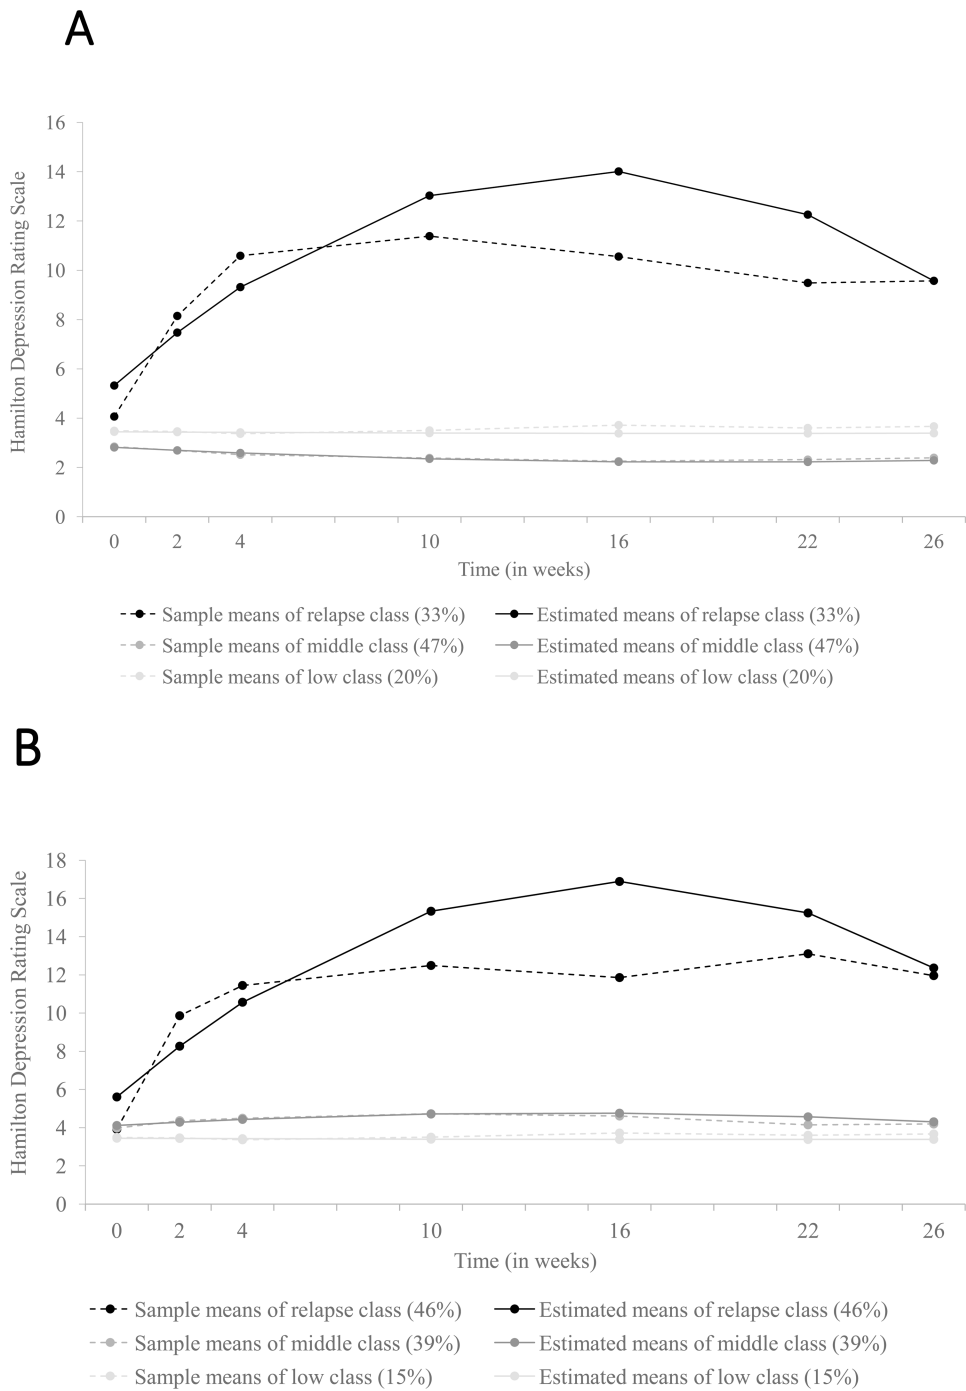 A
Hamilton Depression Rating Scale
16
14
12
10
8
6
4
2
0
0 2 4 10 16 22 26
Time (in weeks)
Sample means of relapse class (33%) Estimated means of relapse class (33%)
Sample means of middle class (47%) Estimated means of middle class (47%)
Sample means of low class (20%) Estimated means of low class (20%)
B
Hamilton Depression Rating Scale
18
16
14
12
10
8
6
4
2
0
0 2 4 10 16 22 26
Time (in weeks)
Sample means of relapse class (46%) Estimated means of relapse class (46%)
Sample means of middle class (39%) Estimated means of middle class (39%)
Sample means of low class (15%) Estimated means of low class (15%)